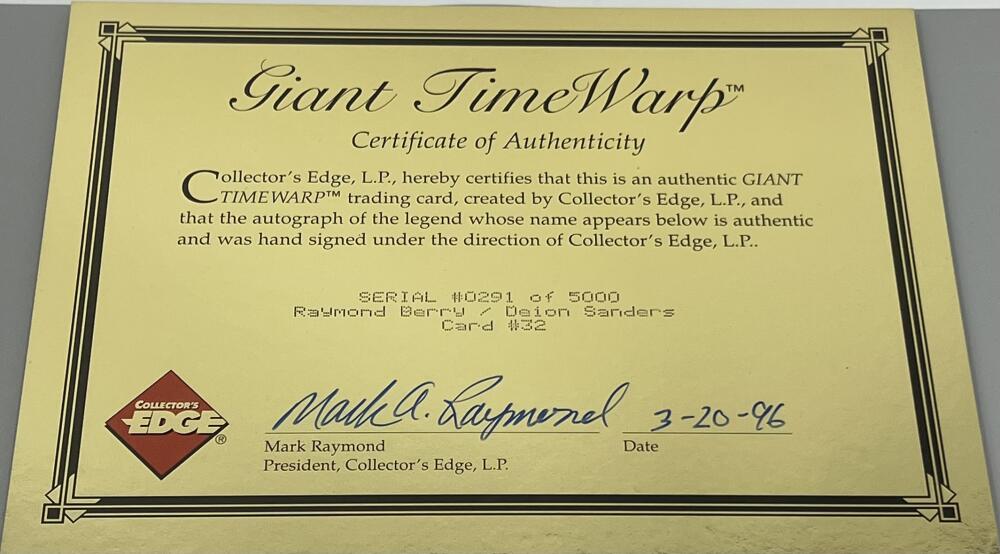 Giant TimeWarp™
Certificate of Authenticity
Collector's Edge, L.P., hereby certifies that this is an authentic GIANT
TIMEWARP™ trading card, created by Collector's Edge, L.P., and
that the autograph of the legend whose name appears below is authentic
and was hand signed under the direction of Collector's Edge, L.P..
SERIAL #0291 of 5000
Raymond Berry / Deion Sanders
Card #32
COLLECTOR'S
EDGE®
Mark A. Raymond 3-20-96
Mark Raymond Date
President, Collector's Edge, L.P.